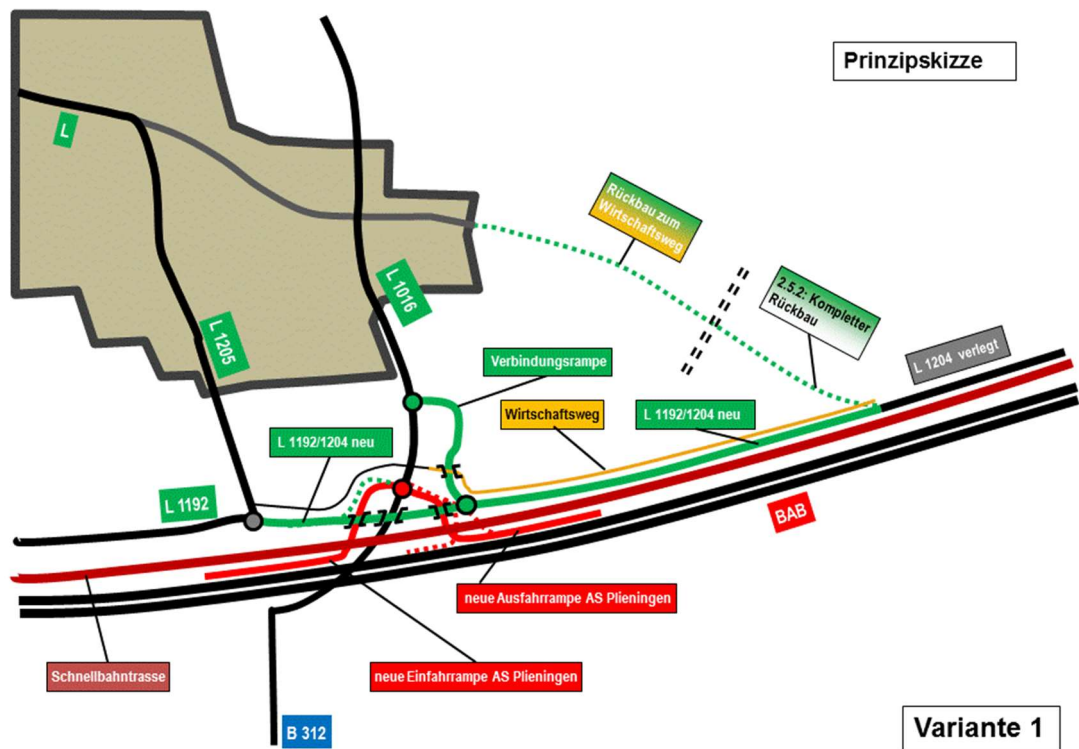 Prinzipskizze
L
Rückbau zum
Wirtschaftsweg
2.5.2: Kompletter
Rückbau
L 1016
L 1205
L 1204 verlegt
Verbindungsrampe
Wirtschaftsweg
L 1192/1204 neu
L 1192/1204 neu
L 1192
BAB
neue Ausfahrrampe AS Plieningen
Schnellbahntrasse
neue Einfahrrampe AS Plieningen
B 312
Variante 1